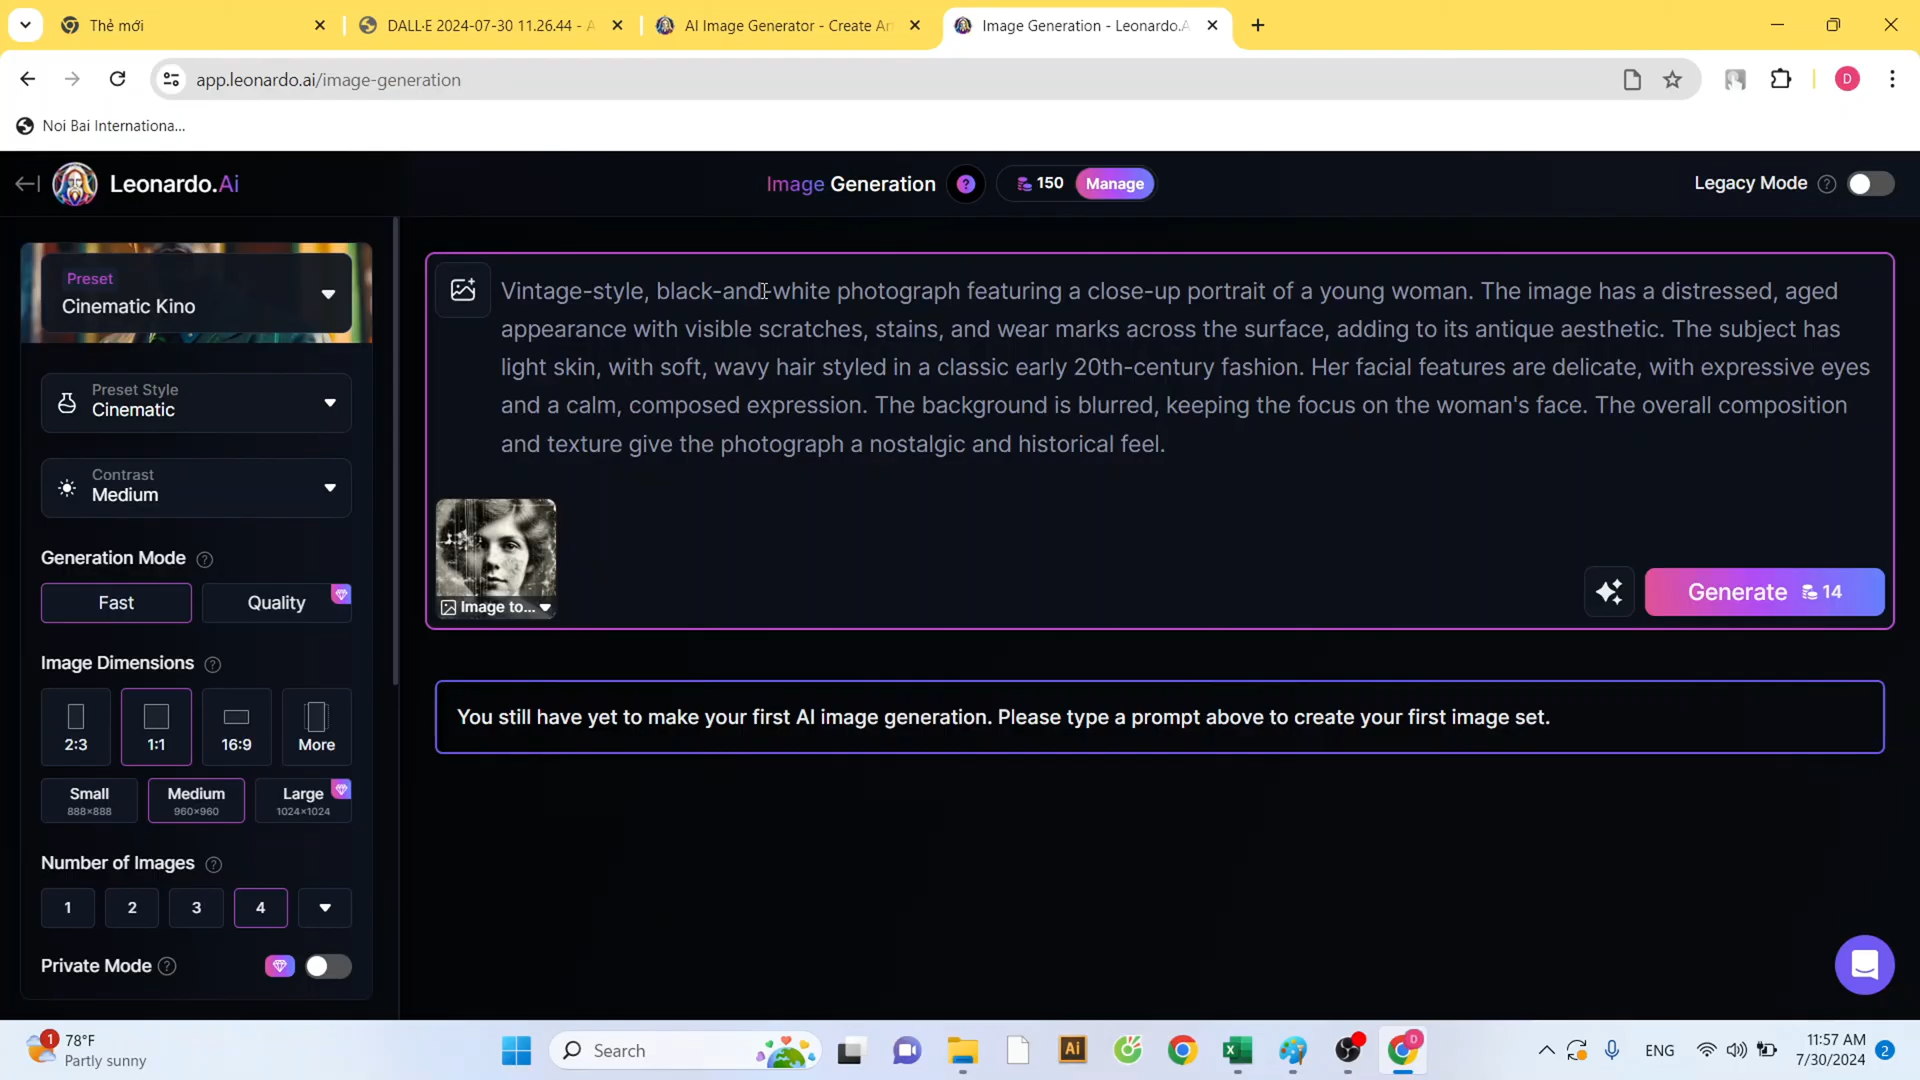 Thẻ mới
DALL·E 2024-07-30 11.26.44 - A
AI Image Generator - Create Ar
Image Generation - Leonardo.A
app.leonardo.ai/image-generation
D
Noi Bai Internationa...
Leonardo.Ai
Image Generation
?
150
Manage
Legacy Mode
?
Preset
Cinematic Kino
Preset Style
Cinematic
Contrast
Medium
Generation Mode
?
Fast
Quality
Image Dimensions
?
2:3
1:1
16:9
More
Small
888×888
Medium
960×960
Large
1024×1024
Number of Images
?
1
2
3
4
Private Mode
?
Vintage-style, black-and-white photograph featuring a close-up portrait of a young woman. The image has a distressed, aged
appearance with visible scratches, stains, and wear marks across the surface, adding to its antique aesthetic. The subject has
light skin, with soft, wavy hair styled in a classic early 20th-century fashion. Her facial features are delicate, with expressive eyes
and a calm, composed expression. The background is blurred, keeping the focus on the woman's face. The overall composition
and texture give the photograph a nostalgic and historical feel.
Image to...
Generate
14
You still have yet to make your first AI image generation. Please type a prompt above to create your first image set.
1
78°F
Partly sunny
Search
Ai
D
ENG
11:57 AM
7/30/2024
2